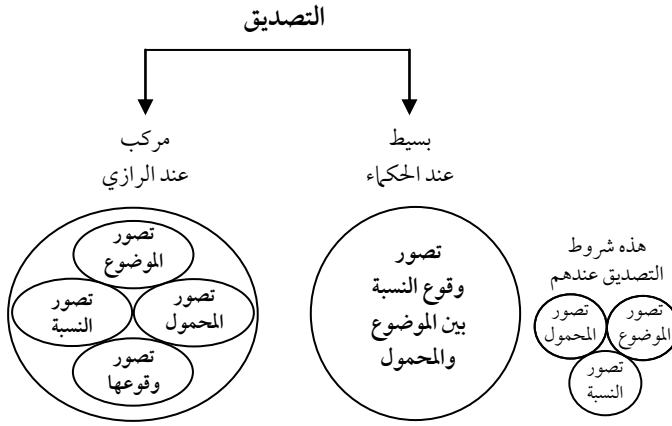 التصديق
بسيط
عند الحكماء
مركب
عند الرازي
هذه شروط
التصديق عندهم
تصور
الموضوع
تصور
المحمول
تصور
النسبة
تصور
وقوع النسبة
بين الموضوع
والمحمول
تصور
الموضوع
تصور
المحمول
تصور
النسبة
تصور
وقوعها